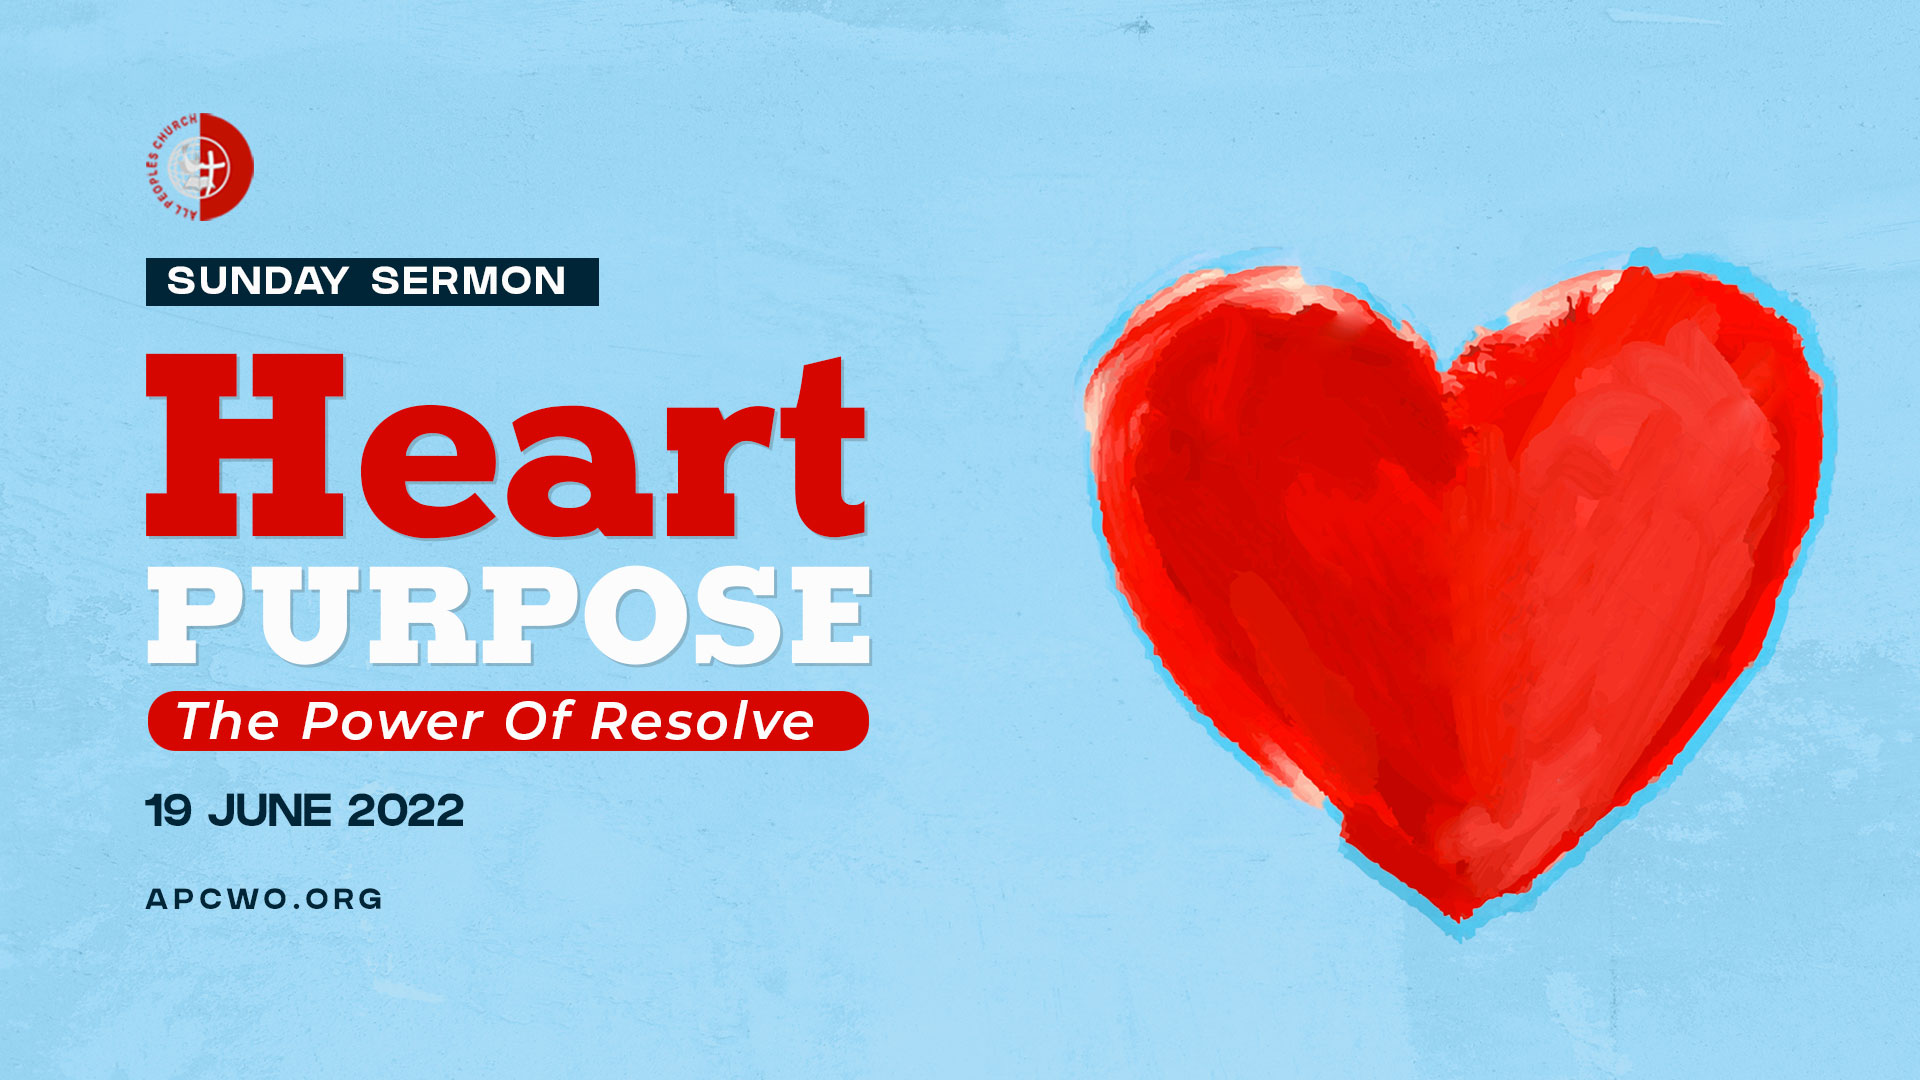 ALL PEOPLES CHURCH
SUNDAY SERMON
Heart
PURPOSE
The Power Of Resolve
19 JUNE 2022
APCWO.ORG